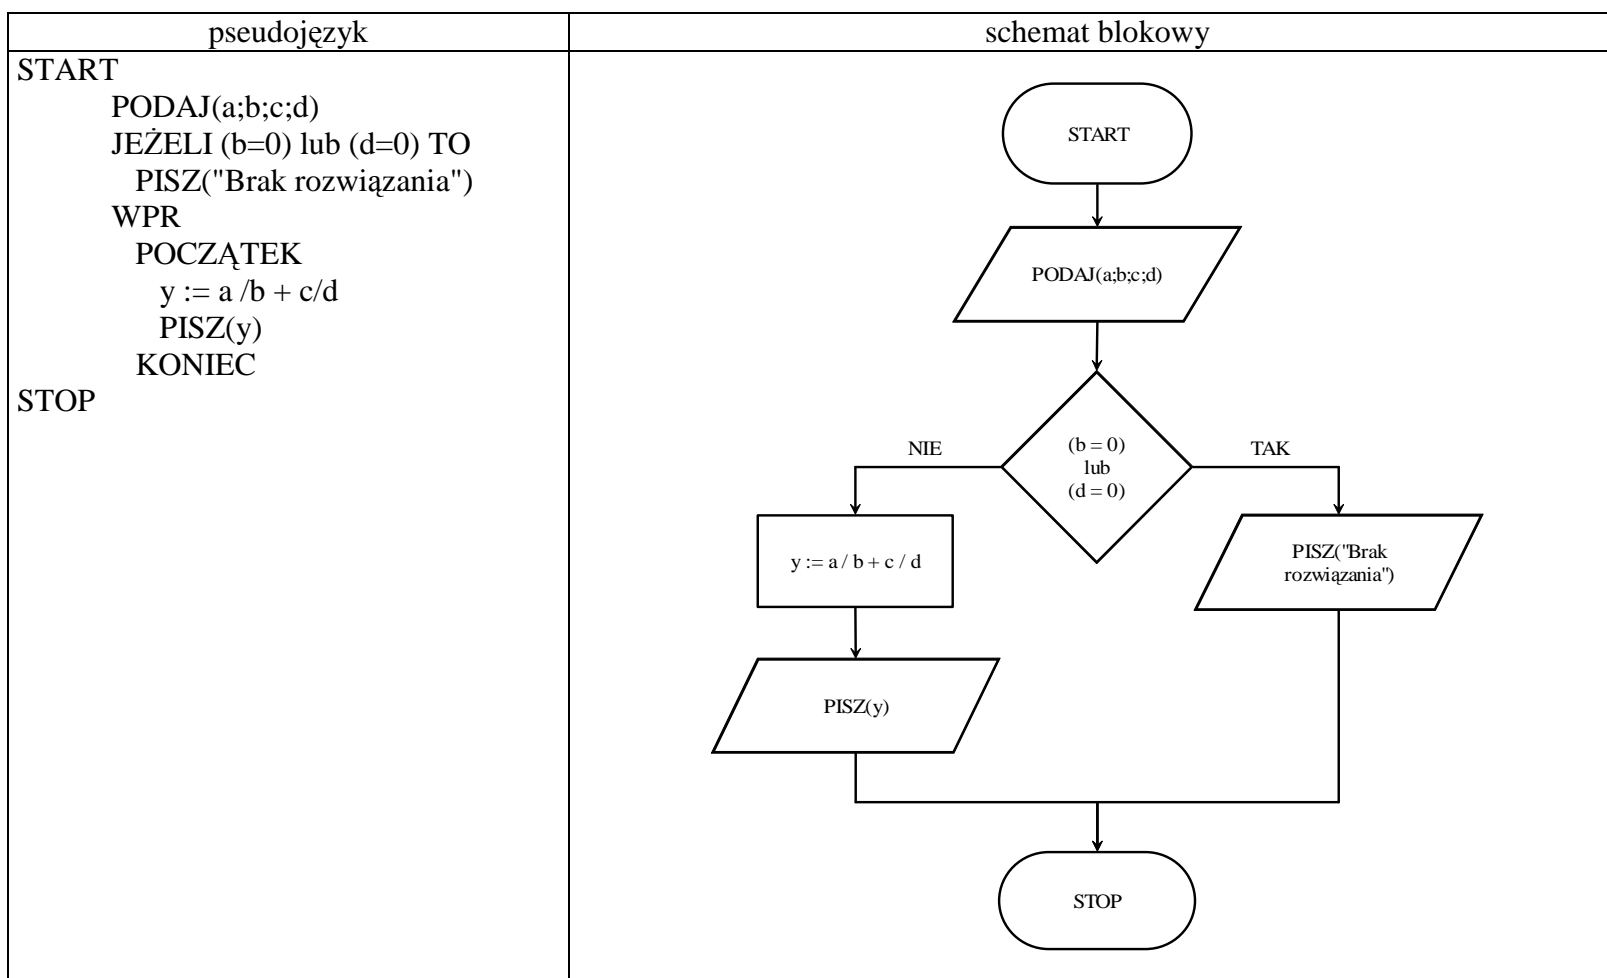 pseudojęzyk
schemat blokowy
START
PODAJ(a;b;c;d)
JEŻELI (b=0) lub (d=0) TO
PISZ("Brak rozwiązania")
WPR
POCZĄTEK
y := a /b + c/d
PISZ(y)
KONIEC
STOP
START
PODAJ(a;b;c;d)
(b = 0)
lub
(d = 0)
NIE
TAK
y := a / b + c / d
PISZ("Brak
rozwiązania")
PISZ(y)
STOP